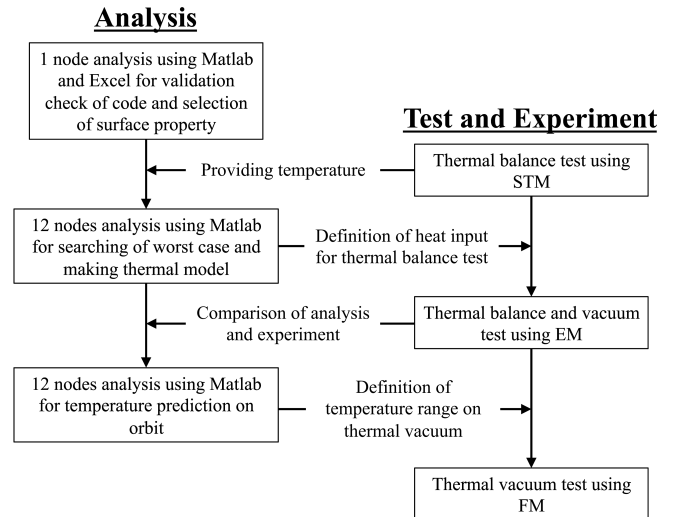 Analysis
1 node analysis using Matlab
and Excel for validation
check of code and selection
of surface property
Test and Experiment
Providing temperature
Thermal balance test using
STM
12 nodes analysis using Matlab
for searching of worst case and
making thermal model
Definition of heat input
for thermal balance test
Comparison of analysis
and experiment
Thermal balance and vacuum
test using EM
12 nodes analysis using Matlab
for temperature prediction on
orbit
Definition of
temperature range on
thermal vacuum
Thermal vacuum test using
FM